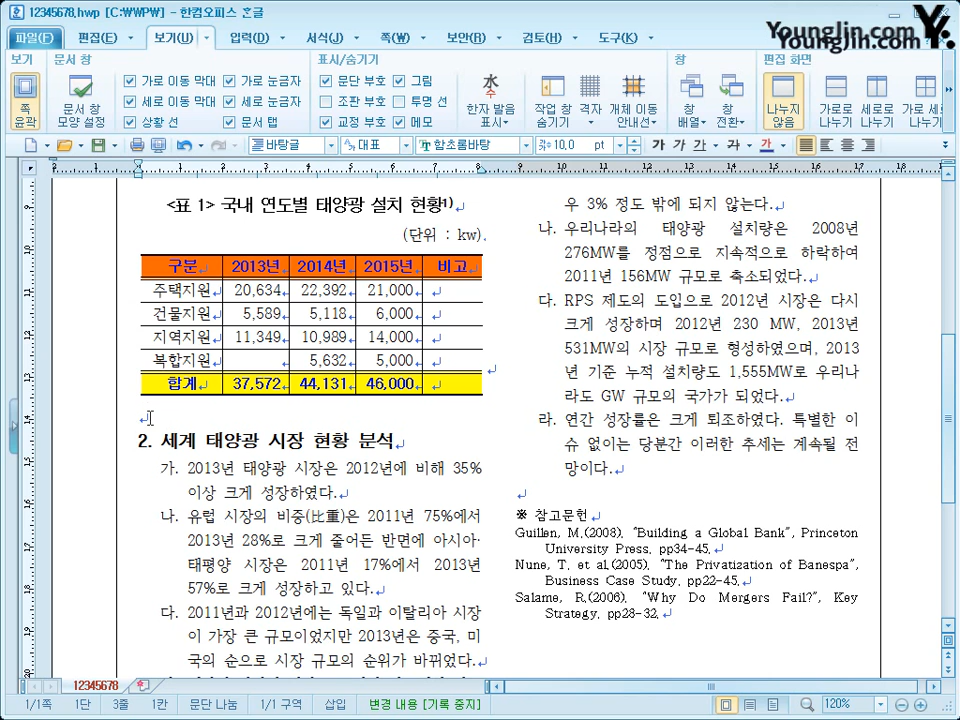 12345678.hwp [C:\WP\] - 한컴오피스 한글
YoungJin.com Y.
YoungJin.com
파일(F) 편집(E) 보기(U) 입력(D) 서식(J) 쪽(W) 보안(R) 검토(H) 도구(K)
보기 문서 창 표시/숨기기 창 편집 화면
쪽 윤곽
문서 창 모양 설정
가로 이동 막대 가로 눈금자
세로 이동 막대 세로 눈금자
상황 선 문서 탭
문단 부호 그림
조판 부호 투명 선
교정 부호 메모
한자 발음 표시
작업 창 숨기기
격자
개체 이동 안내선
창 배열
창 전환
나누지 않음
가로로 나누기
세로로 나누기
가로 세
나누기
바탕글 대표 함초롬바탕 10.0 pt 가 가 가 가 가
<표 1> 국내 연도별 태양광 설치 현황1)
(단위 : kw)
구분 2013년 2014년 2015년 비고
주택지원 20,634 22,392 21,000
건물지원 5,589 5,118 6,000
지역지원 11,349 10,989 14,000
복합지원 5,632 5,000
합계 37,572 44,131 46,000
2. 세계 태양광 시장 현황 분석
가. 2013년 태양광 시장은 2012년에 비해 35%
이상 크게 성장하였다.
나. 유럽 시장의 비중(比重)은 2011년 75%에서
2013년 28%로 크게 줄어든 반면에 아시아·
태평양 시장은 2011년 17%에서 2013년
57%로 크게 성장하고 있다.
다. 2011년과 2012년에는 독일과 이탈리아 시장
이 가장 큰 규모이었지만 2013년은 중국, 미
국의 순으로 시장 규모의 순위가 바뀌었다.
우 3% 정도 밖에 되지 않는다.
나. 우리나라의 태양광 설치량은 2008년
276MW를 정점으로 지속적으로 하락하여
2011년 156MW 규모로 축소되었다.
다. RPS 제도의 도입으로 2012년 시장은 다시
크게 성장하며 2012년 230 MW, 2013년
531MW의 시장 규모로 형성하였으며, 2013
년 기준 누적 설치량도 1,555MW로 우리나
라도 GW 규모의 국가가 되었다.
라. 연간 성장률은 크게 퇴조하였다. 특별한 이
슈 없이는 당분간 이러한 추세는 계속될 전
망이다.
※ 참고문헌
Guillen, M.(2008), "Building a Global Bank", Princeton
University Press, pp34-45.
Nune, T. et al.(2005), "The Privatization of Banespa",
Business Case Study, pp22-45.
Salame, R.(2006), "Why Do Mergers Fail?", Key
Strategy, pp28-32.
12345678
1/1쪽 1단 3줄 1칸 문단 나눔 1/1 구역 삽입 변경 내용 [기록 중지] 120%